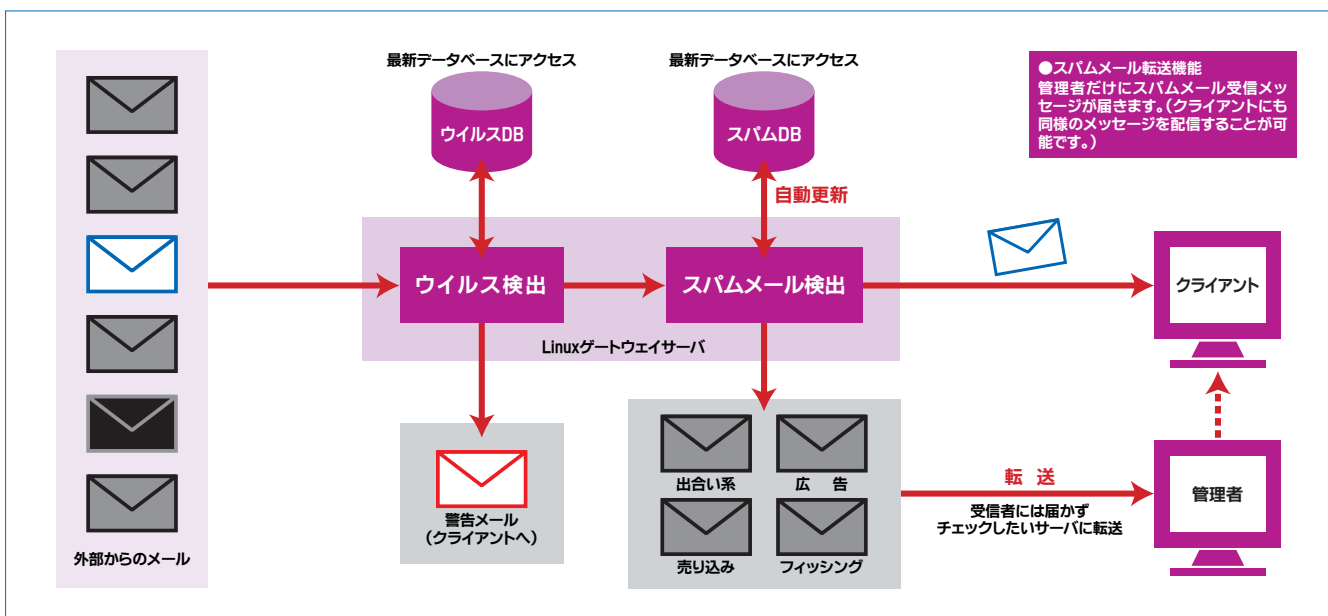 最新データベースにアクセス
最新データベースにアクセス
●スパムメール転送機能
管理者だけにスパムメール受信メッ
セージが届きます。(クライアントにも
同様のメッセージを配信することが可
能です。)
ウイルスDB
スパムDB
自動更新
ウイルス検出
スパムメール検出
クライアント
Linuxゲートウェイサーバ
出合い系
広 告
転 送
管理者
警告メール
(クライアントへ)
受信者には届かず
チェックしたいサーバに転送
外部からのメール
売り込み
フィッシング